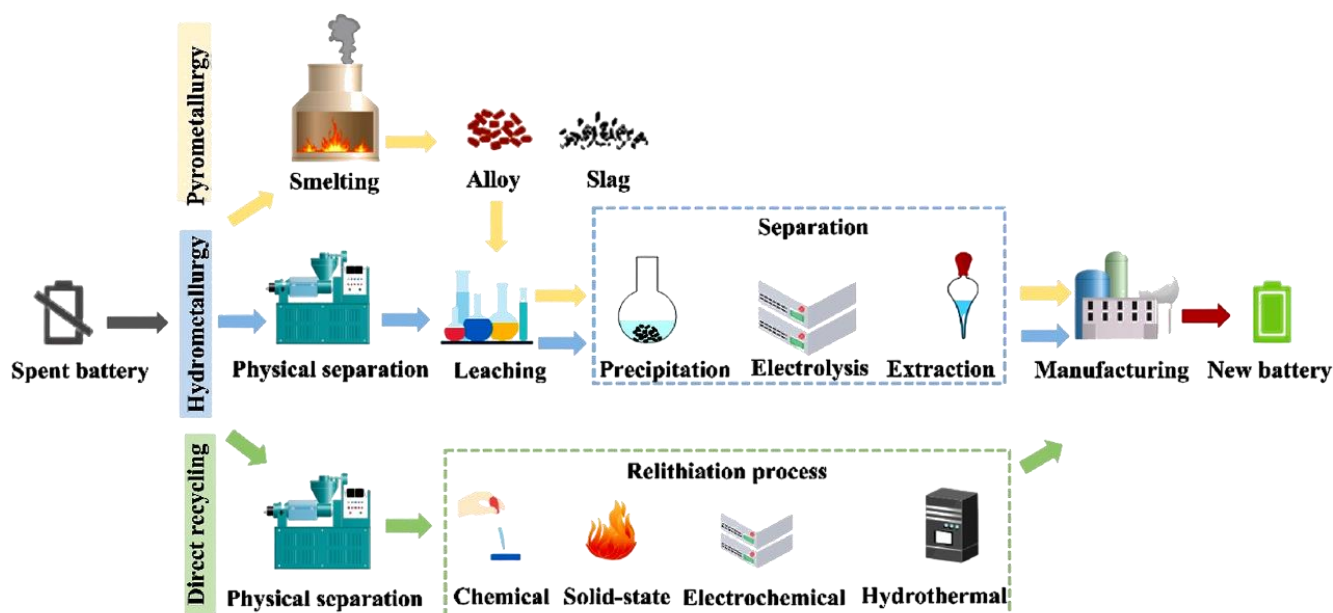 Pyrometallurgy
Smelting
Alloy
Slag
Spent battery
Hydrometallurgy
Physical separation
Leaching
Separation
Precipitation
Electrolysis
Extraction
Manufacturing
New battery
Direct recycling
Physical separation
Relithiation process
Chemical
Solid-state
Electrochemical
Hydrothermal